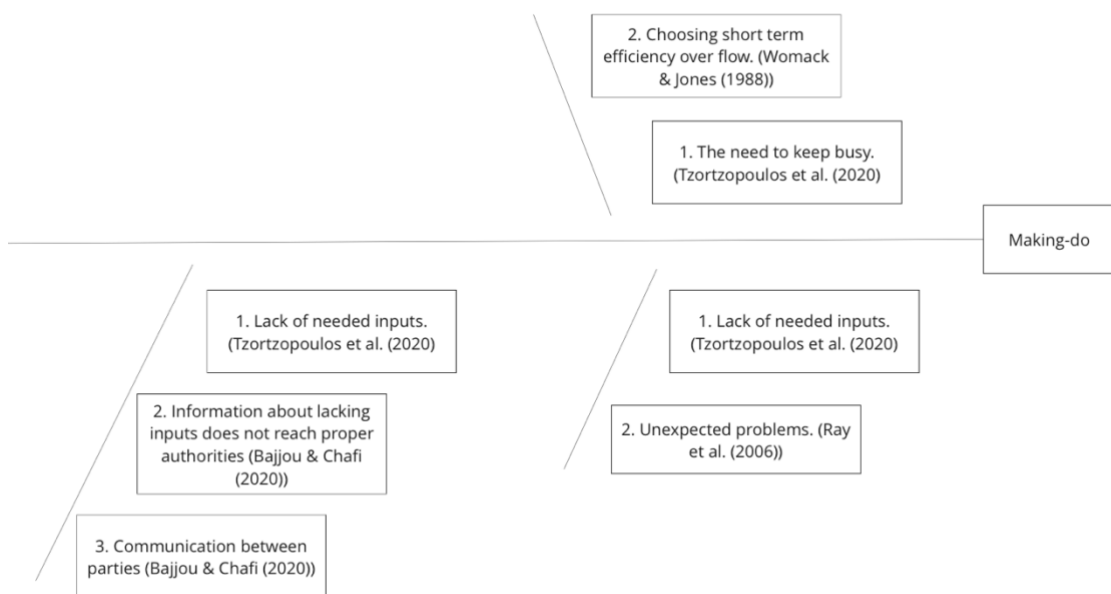 2. Choosing short term
efficiency over flow. (Womack
& Jones (1988))
1. The need to keep busy.
(Tzortzopoulos et al. (2020)
Making-do
1. Lack of needed inputs.
(Tzortzopoulos et al. (2020)
2. Information about lacking
inputs does not reach proper
authorities (Bajjou & Chafi
(2020))
3. Communication between
parties (Bajjou & Chafi (2020))
1. Lack of needed inputs.
(Tzortzopoulos et al. (2020)
2. Unexpected problems. (Ray
et al. (2006))